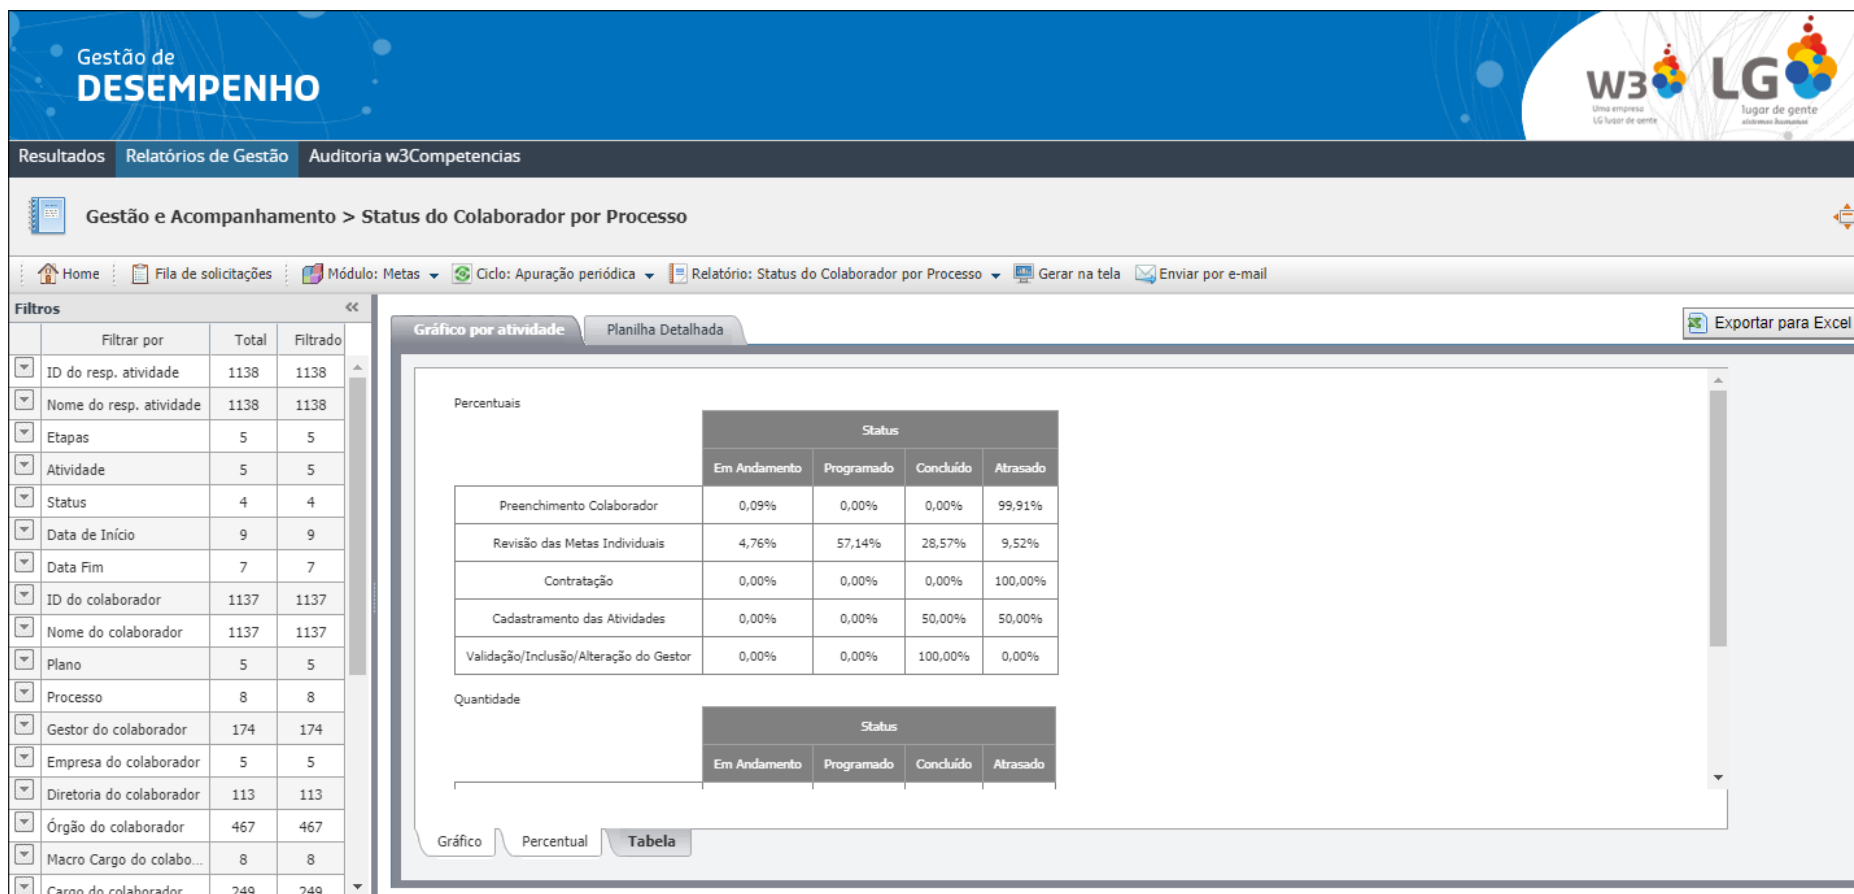 Gestão de
DESEMPENHO
W3
Uma empresa
LG lugar de gente
LG
lugar de gente
sistemas humanos
Resultados Relatórios de Gestão Auditoria w3Competencias
Gestão e Acompanhamento > Status do Colaborador por Processo
Home Fila de solicitações Módulo: Metas Ciclo: Apuração periódica Relatório: Status do Colaborador por Processo Gerar na tela Enviar por e-mail
Filtros
Filtrar por Total Filtrado
ID do resp. atividade 1138 1138
Nome do resp. atividade 1138 1138
Etapas 5 5
Atividade 5 5
Status 4 4
Data de Início 9 9
Data Fim 7 7
ID do colaborador 1137 1137
Nome do colaborador 1137 1137
Plano 5 5
Processo 8 8
Gestor do colaborador 174 174
Empresa do colaborador 5 5
Diretoria do colaborador 113 113
Órgão do colaborador 467 467
Macro Cargo do colabo... 8 8
Cargo do colaborador 249 249
Gráfico por atividade Planilha Detalhada
Exportar para Excel
Percentuais
Status
Em Andamento Programado Concluído Atrasado
Preenchimento Colaborador 0,09% 0,00% 0,00% 99,91%
Revisão das Metas Individuais 4,76% 57,14% 28,57% 9,52%
Contratação 0,00% 0,00% 0,00% 100,00%
Cadastramento das Atividades 0,00% 0,00% 50,00% 50,00%
Validação/Inclusão/Alteração do Gestor 0,00% 0,00% 100,00% 0,00%
Quantidade
Status
Em Andamento Programado Concluído Atrasado
Gráfico Percentual Tabela